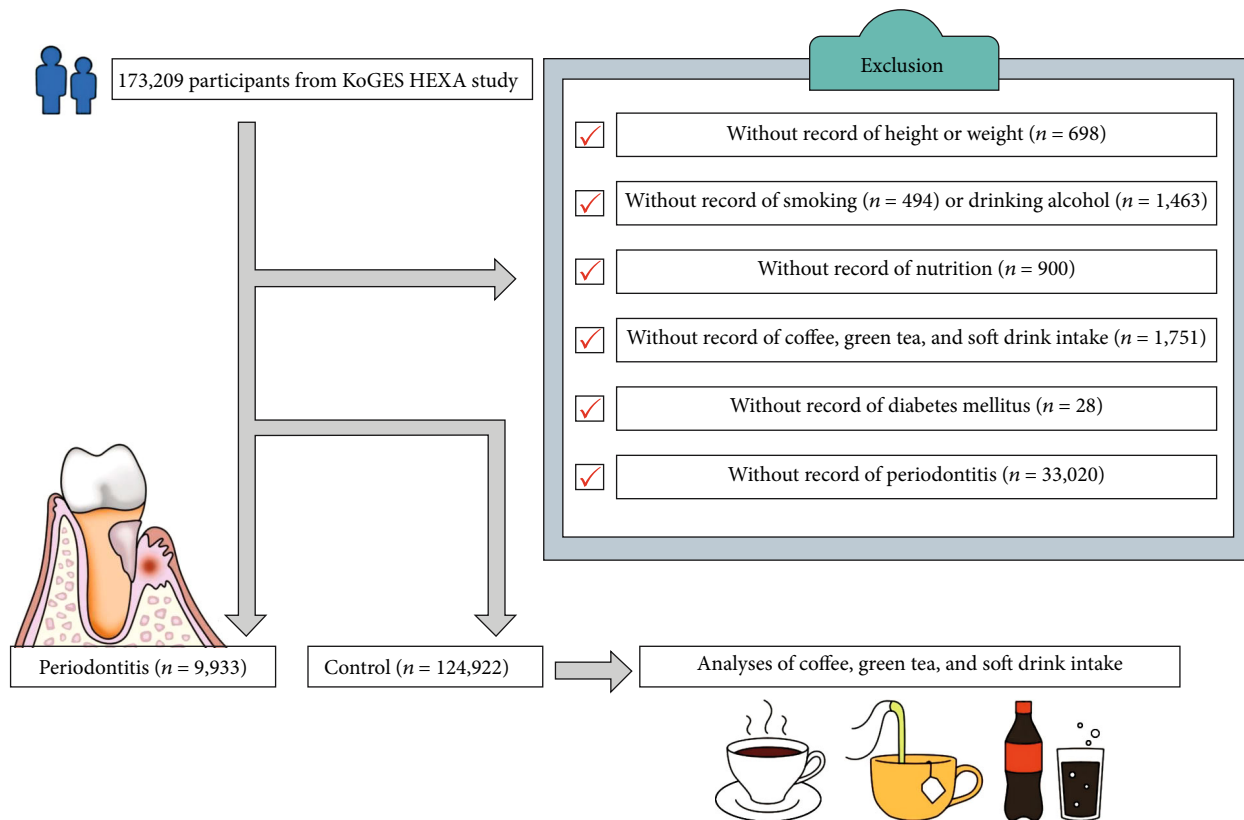 173,209 participants from KoGES HEXA study
Exclusion
Without record of height or weight (n = 698)
Without record of smoking (n = 494) or drinking alcohol (n = 1,463)
Without record of nutrition (n = 900)
Without record of coffee, green tea, and soft drink intake (n = 1,751)
Without record of diabetes mellitus (n = 28)
Without record of periodontitis (n = 33,020)
Periodontitis (n = 9,933)
Control (n = 124,922)
Analyses of coffee, green tea, and soft drink intake